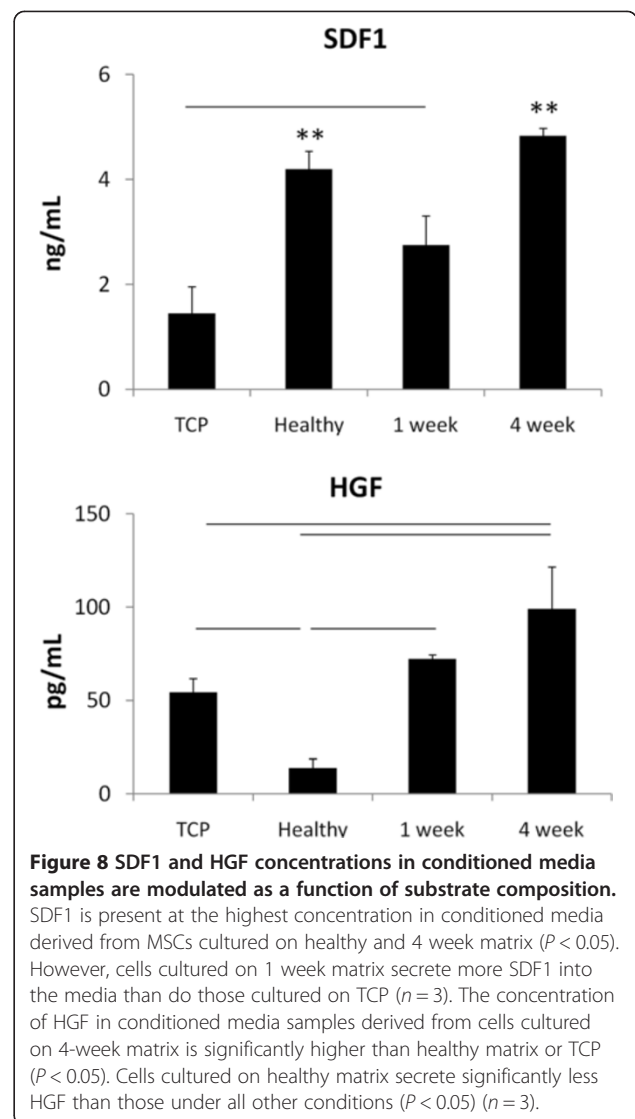 SDF1
6
4
2
0
ng/mL
**
**
TCP Healthy 1 week 4 week
HGF
150
100
50
0
pg/mL
TCP Healthy 1 week 4 week
Figure 8 SDF1 and HGF concentrations in conditioned media
samples are modulated as a function of substrate composition.
SDF1 is present at the highest concentration in conditioned media
derived from MSCs cultured on healthy and 4 week matrix (P < 0.05).
However, cells cultured on 1 week matrix secrete more SDF1 into
the media than do those cultured on TCP (n = 3). The concentration
of HGF in conditioned media samples derived from cells cultured
on 4-week matrix is significantly higher than healthy matrix or TCP
(P < 0.05). Cells cultured on healthy matrix secrete significantly less
HGF than those under all other conditions (P < 0.05) (n = 3).